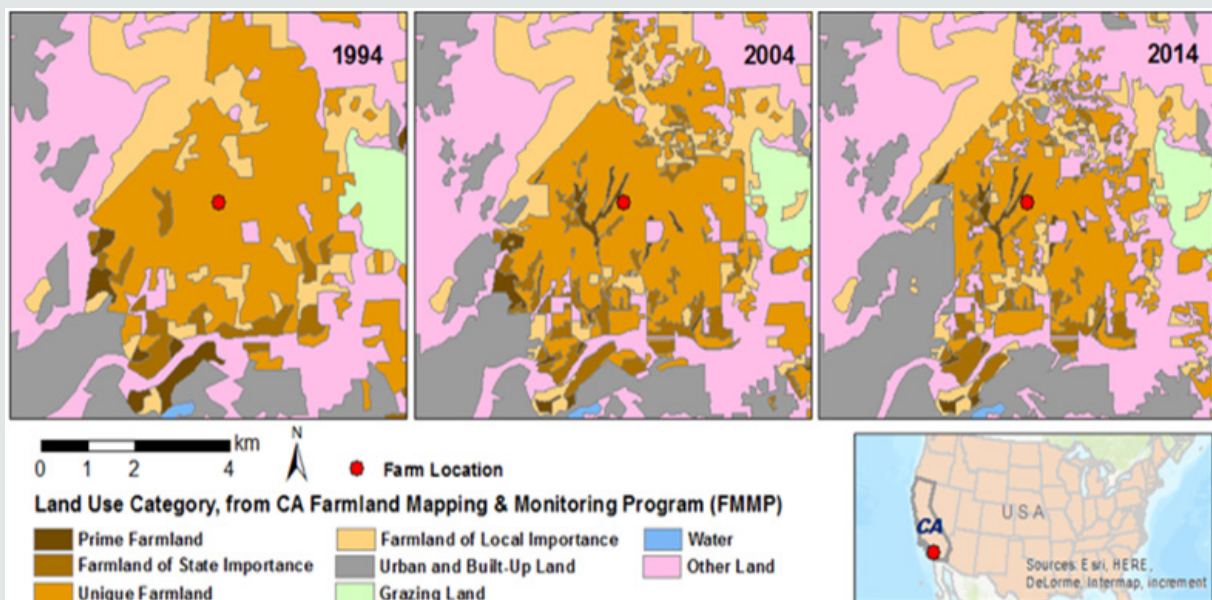 1994
2004
2014
0 1 2 4 km
N
Farm Location
Land Use Category, from CA Farmland Mapping & Monitoring Program (FMMP)
Prime Farmland
Farmland of State Importance
Unique Farmland
Farmland of Local Importance
Urban and Built-Up Land
Grazing Land
Water
Other Land
USA
CA
Sources: Esri, HERE,
DeLorme, Intermap, increment